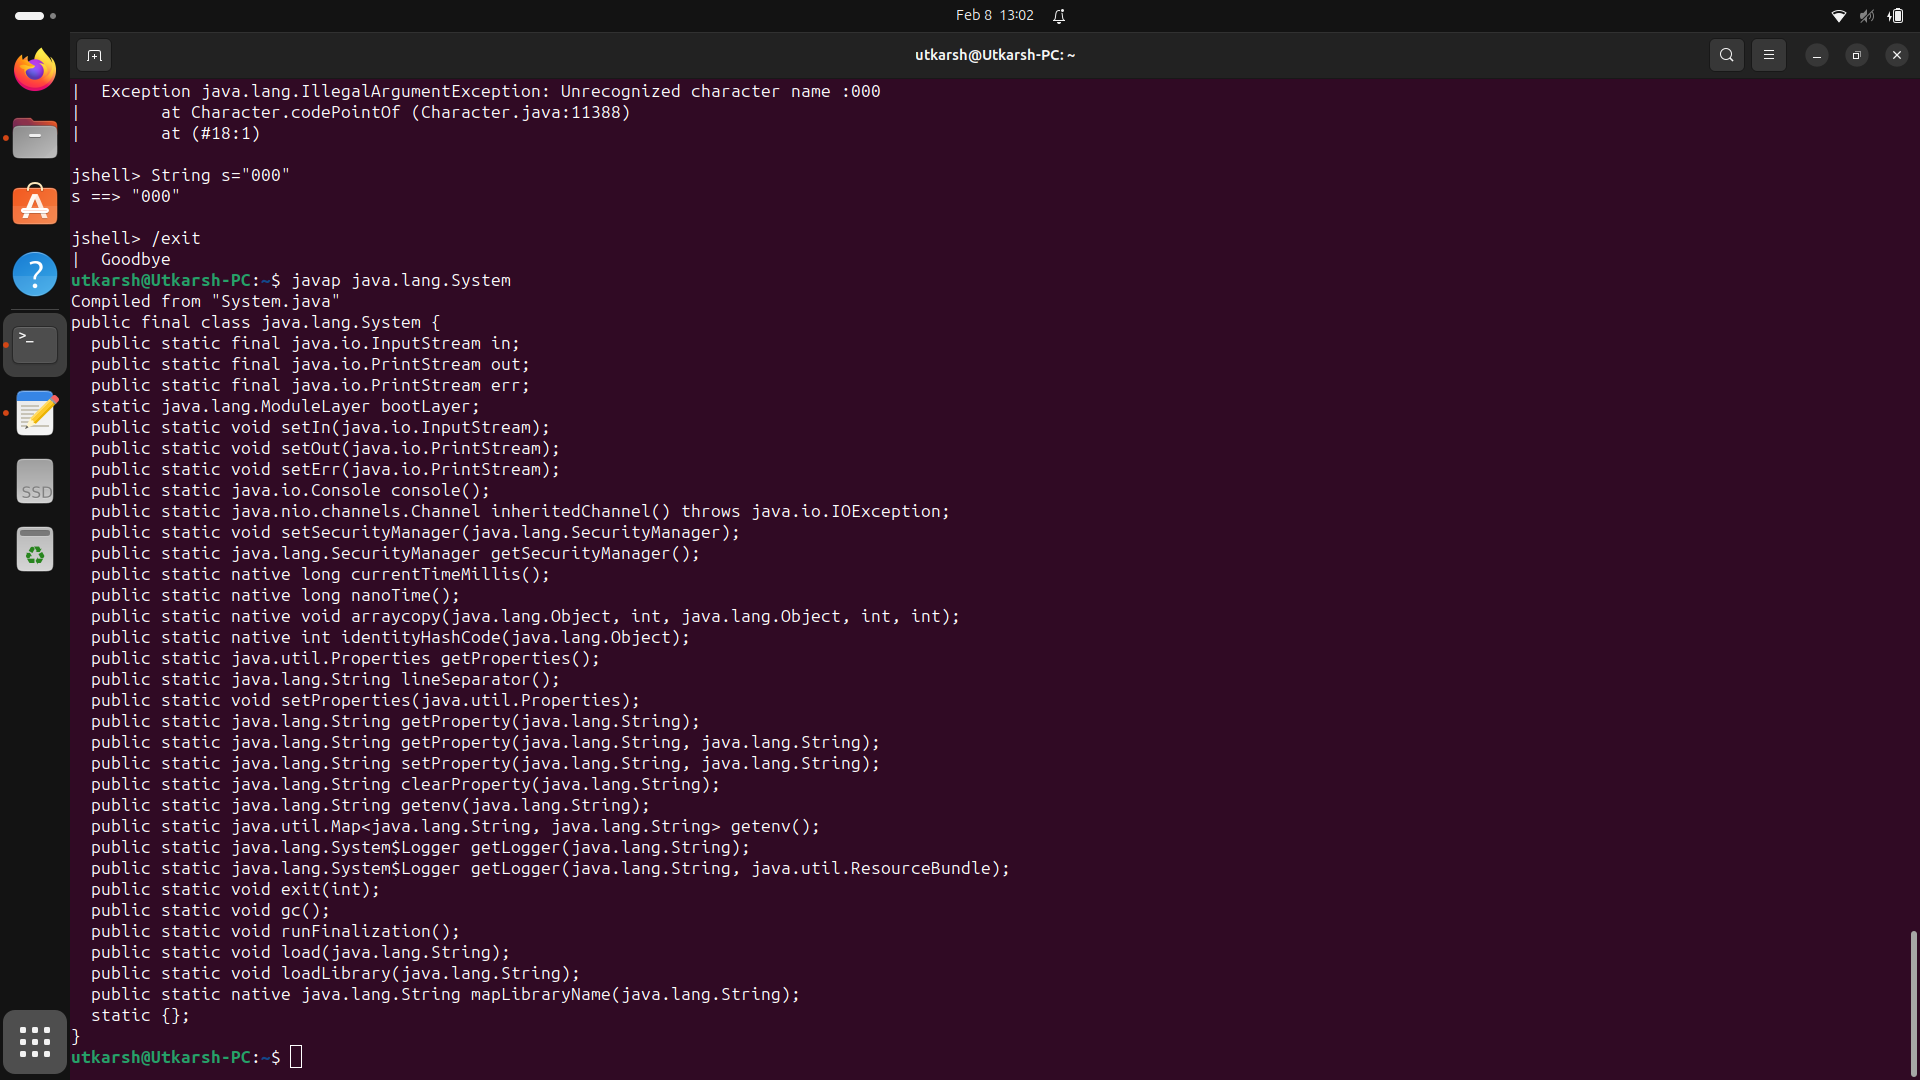 Feb 8 13:02
utkarsh@Utkarsh-PC: ~
|  Exception java.lang.IllegalArgumentException: Unrecognized character name :000
|        at Character.codePointOf (Character.java:11388)
|        at (#18:1)
jshell> String s="000"
s ==> "000"
jshell> /exit
|  Goodbye
utkarsh@Utkarsh-PC:~$ javap java.lang.System
Compiled from "System.java"
public final class java.lang.System {
  public static final java.io.InputStream in;
  public static final java.io.PrintStream out;
  public static final java.io.PrintStream err;
  static java.lang.ModuleLayer bootLayer;
  public static void setIn(java.io.InputStream);
  public static void setOut(java.io.PrintStream);
  public static void setErr(java.io.PrintStream);
  public static java.io.Console console();
  public static java.nio.channels.Channel inheritedChannel() throws java.io.IOException;
  public static void setSecurityManager(java.lang.SecurityManager);
  public static java.lang.SecurityManager getSecurityManager();
  public static native long currentTimeMillis();
  public static native long nanoTime();
  public static native void arraycopy(java.lang.Object, int, java.lang.Object, int, int);
  public static native int identityHashCode(java.lang.Object);
  public static java.util.Properties getProperties();
  public static java.lang.String lineSeparator();
  public static void setProperties(java.util.Properties);
  public static java.lang.String getProperty(java.lang.String);
  public static java.lang.String getProperty(java.lang.String, java.lang.String);
  public static java.lang.String setProperty(java.lang.String, java.lang.String);
  public static java.lang.String clearProperty(java.lang.String);
  public static java.lang.String getenv(java.lang.String);
  public static java.util.Map<java.lang.String, java.lang.String> getenv();
  public static java.lang.System$Logger getLogger(java.lang.String);
  public static java.lang.System$Logger getLogger(java.lang.String, java.util.ResourceBundle);
  public static void exit(int);
  public static void gc();
  public static void runFinalization();
  public static void load(java.lang.String);
  public static void loadLibrary(java.lang.String);
  public static native java.lang.String mapLibraryName(java.lang.String);
  static {};
}
utkarsh@Utkarsh-PC:~$
SSD